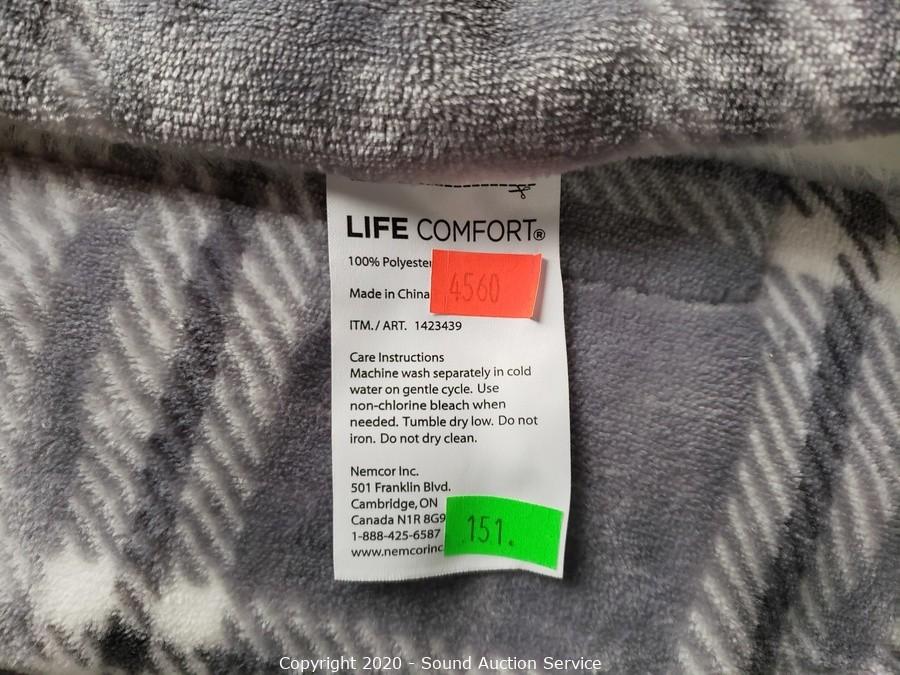 LIFE COMFORT®
100% Polyester
4560
Made in China
ITM./ ART. 1423439
Care Instructions
Machine wash separately in cold
water on gentle cycle. Use
non-chlorine bleach when
needed. Tumble dry low. Do not
iron. Do not dry clean.
Nemcor Inc.
501 Franklin Blvd.
Cambridge, ON
Canada N1R 8G9
151.
1-888-425-6587
www.nemcorinc
Copyright 2020 - Sound Auction Service